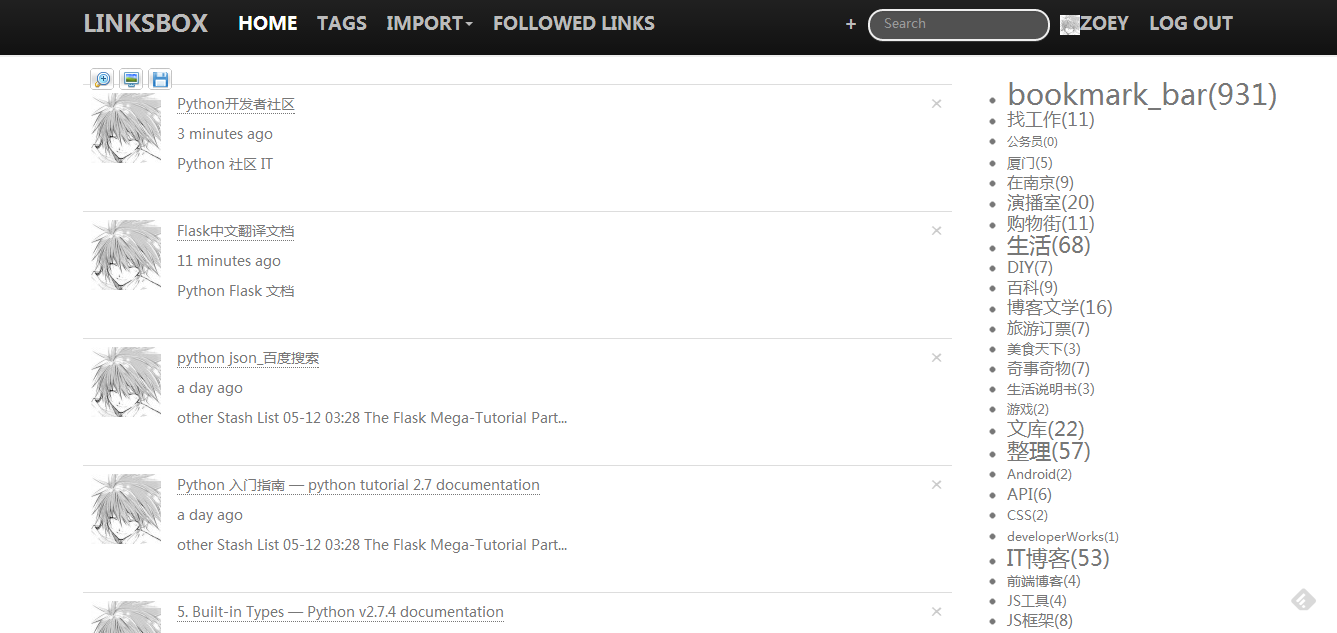 LINKSBOX HOME TAGS IMPORT FOLLOWED LINKS + Search ZOEY LOG OUT
Python开发者社区 ×
3 minutes ago
Python 社区 IT
Flask中文翻译文档 ×
11 minutes ago
Python Flask 文档
python json_百度搜索 ×
a day ago
other Stash List 05-12 03:28 The Flask Mega-Tutorial Part...
Python 入门指南 — python tutorial 2.7 documentation ×
a day ago
other Stash List 05-12 03:28 The Flask Mega-Tutorial Part...
5. Built-in Types — Python v2.7.4 documentation ×
bookmark_bar(931)
找工作(11)
公务员(0)
厦门(5)
在南京(9)
演播室(20)
购物街(11)
生活(68)
DIY(7)
百科(9)
博客文学(16)
旅游订票(7)
美食天下(3)
奇事奇物(7)
生活说明书(3)
游戏(2)
文库(22)
整理(57)
Android(2)
API(6)
CSS(2)
developerWorks(1)
IT博客(53)
前端博客(4)
JS工具(4)
JS框架(8)